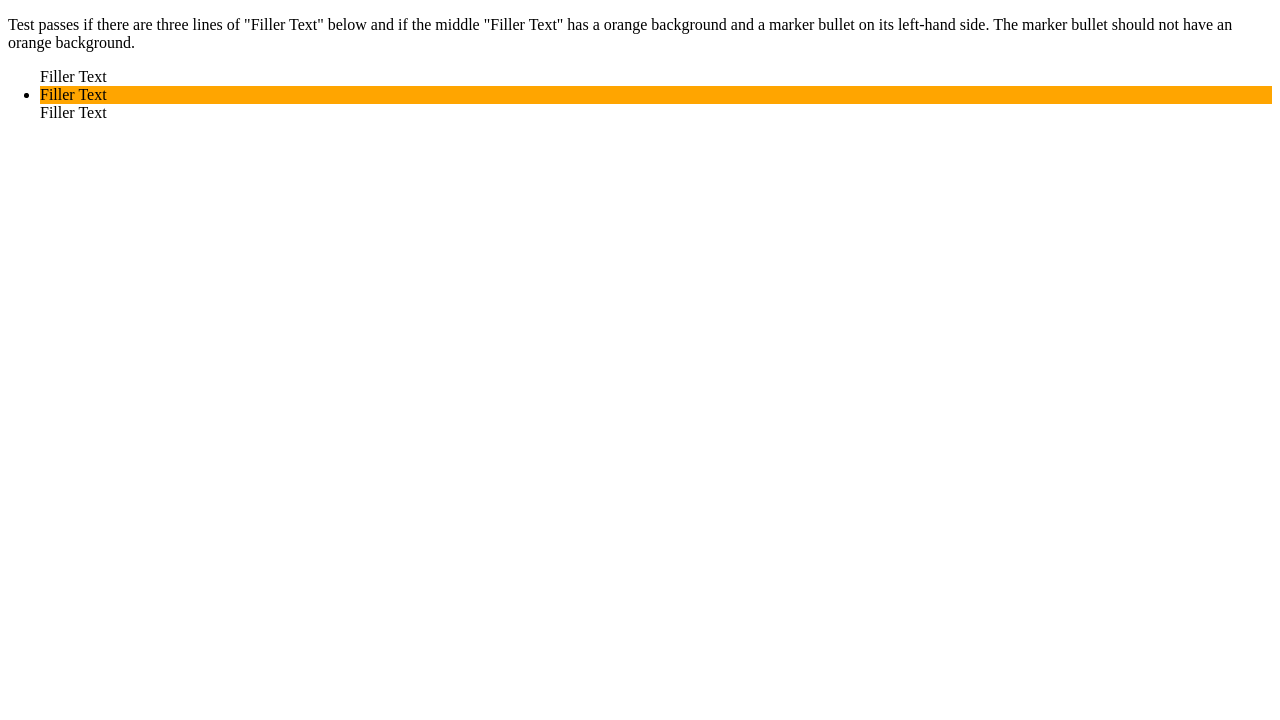 Test passes if there are three lines of "Filler Text" below and if the middle "Filler Text" has a orange background and a marker bullet on its left-hand side. The marker bullet should not have an
orange background.
Filler Text
• Filler Text
Filler Text